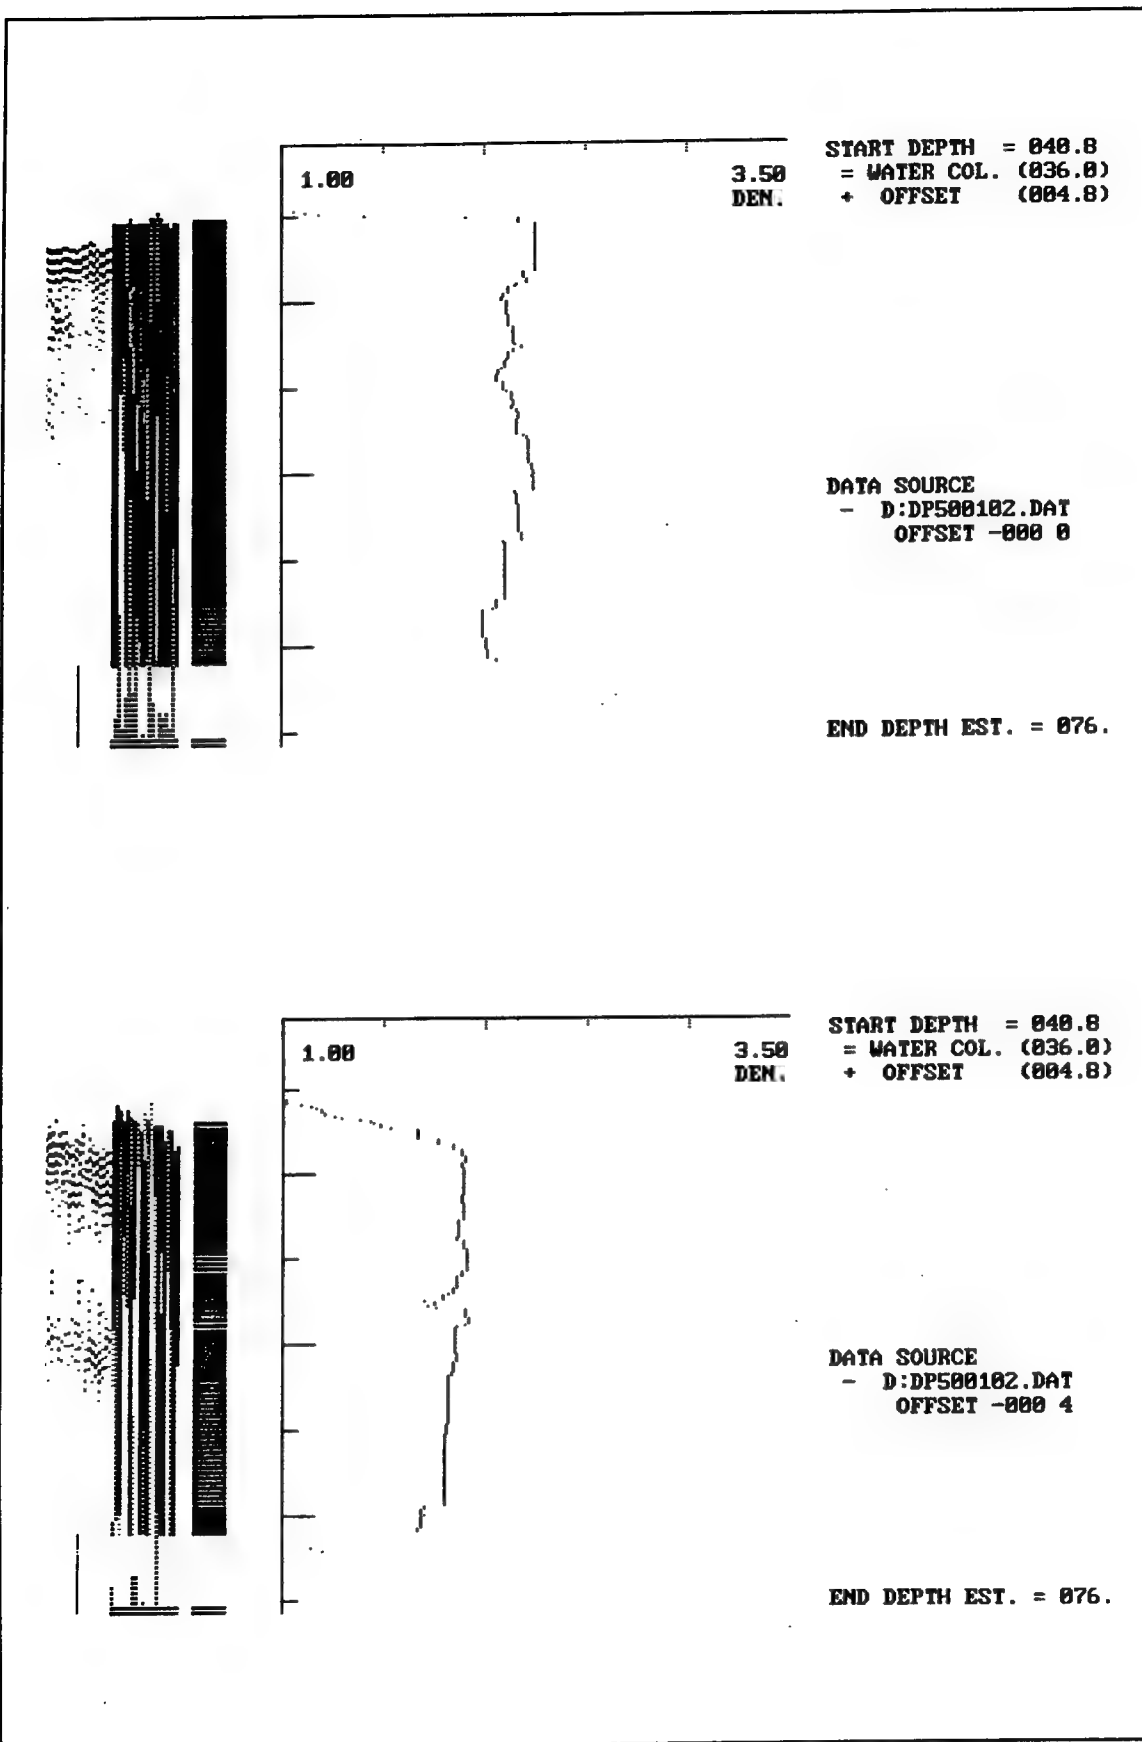 1.00
3.50
DEN.
START DEPTH = 040.8
= WATER COL. (036.0)
+ OFFSET (004.8)
DATA SOURCE
- D:DP500102.DAT
OFFSET -000 0
END DEPTH EST. = 076.
1.00
3.50
DEN.
START DEPTH = 040.8
= WATER COL. (036.0)
+ OFFSET (004.8)
DATA SOURCE
- D:DP500102.DAT
OFFSET -000 4
END DEPTH EST. = 076.